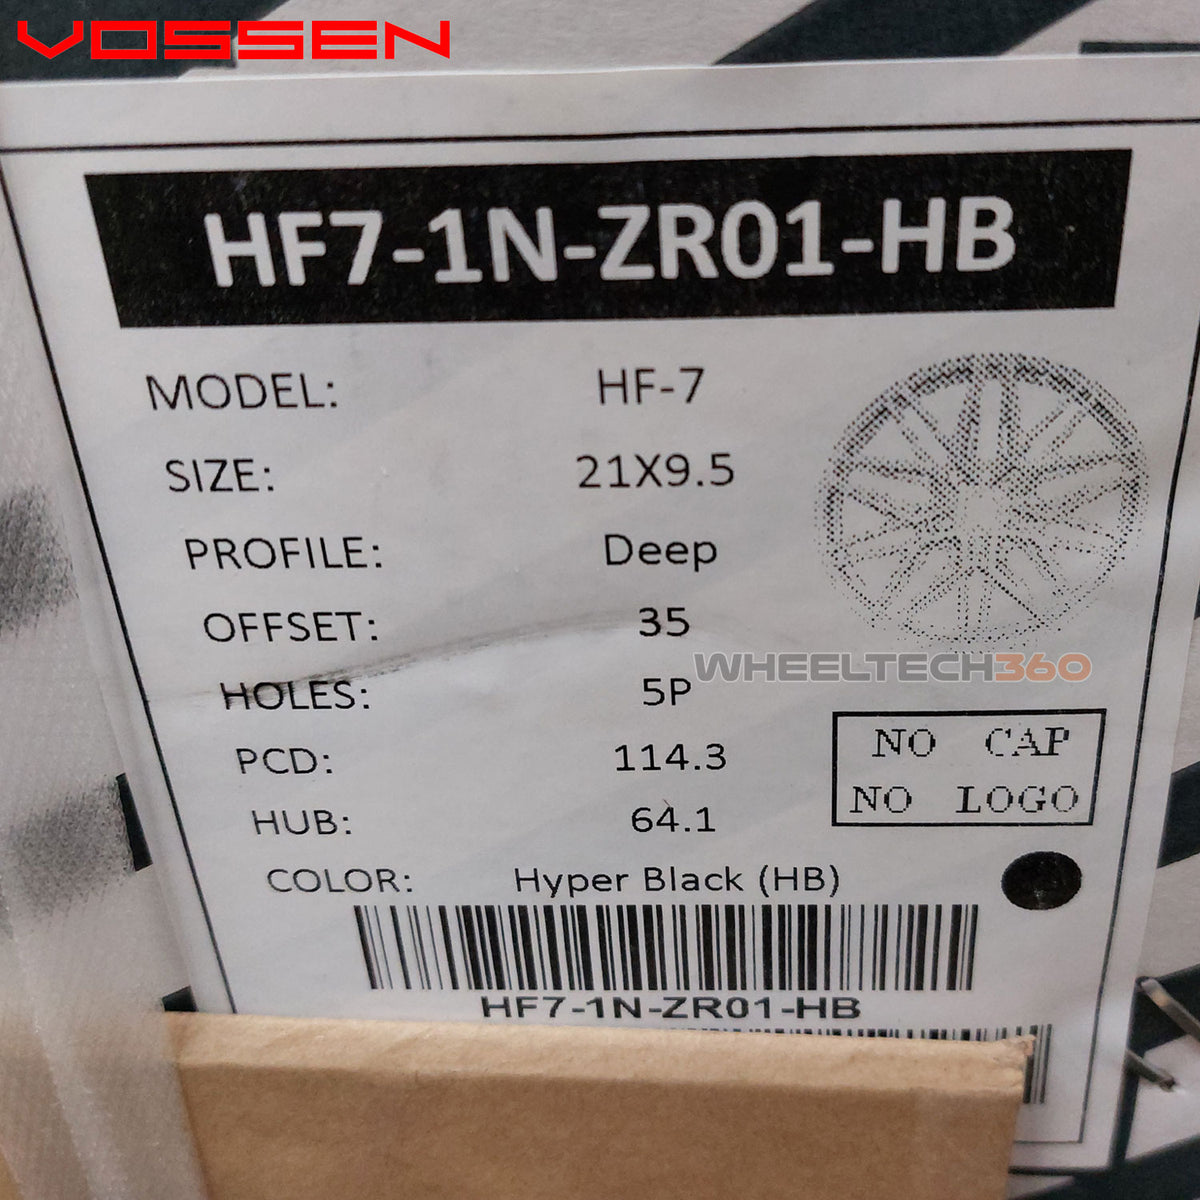 VOSSEN
HF7-1N-ZR01-HB
MODEL: HF-7
SIZE: 21X9.5
PROFILE: Deep
OFFSET: 35
WHEELTECH360
HOLES: 5P
PCD: 114.3
NO CAP
NO LOGO
HUB: 64.1
COLOR: Hyper Black (HB)
HF7-1N-ZR01-HB